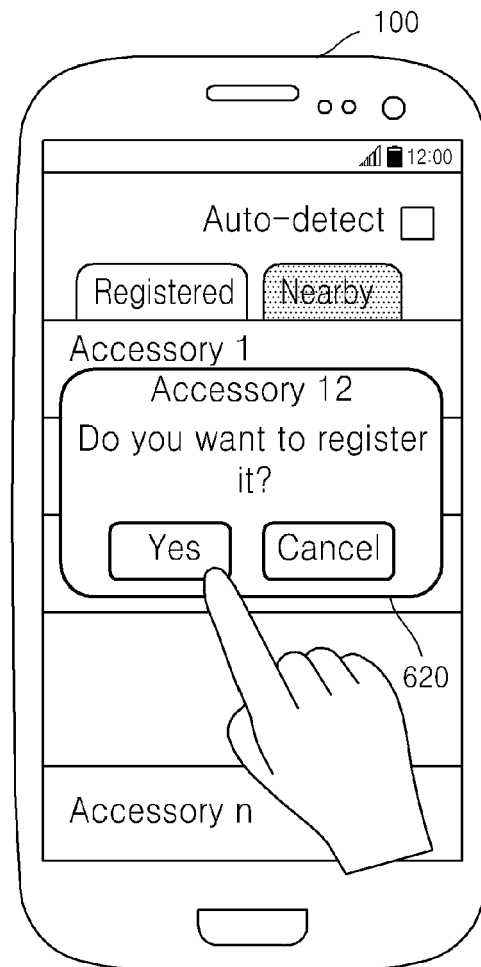 100
12:00
Auto-detect
Registered Nearby
Accessory 1
Accessory 12
Do you want to register
it?
Yes Cancel
620
Accessory n